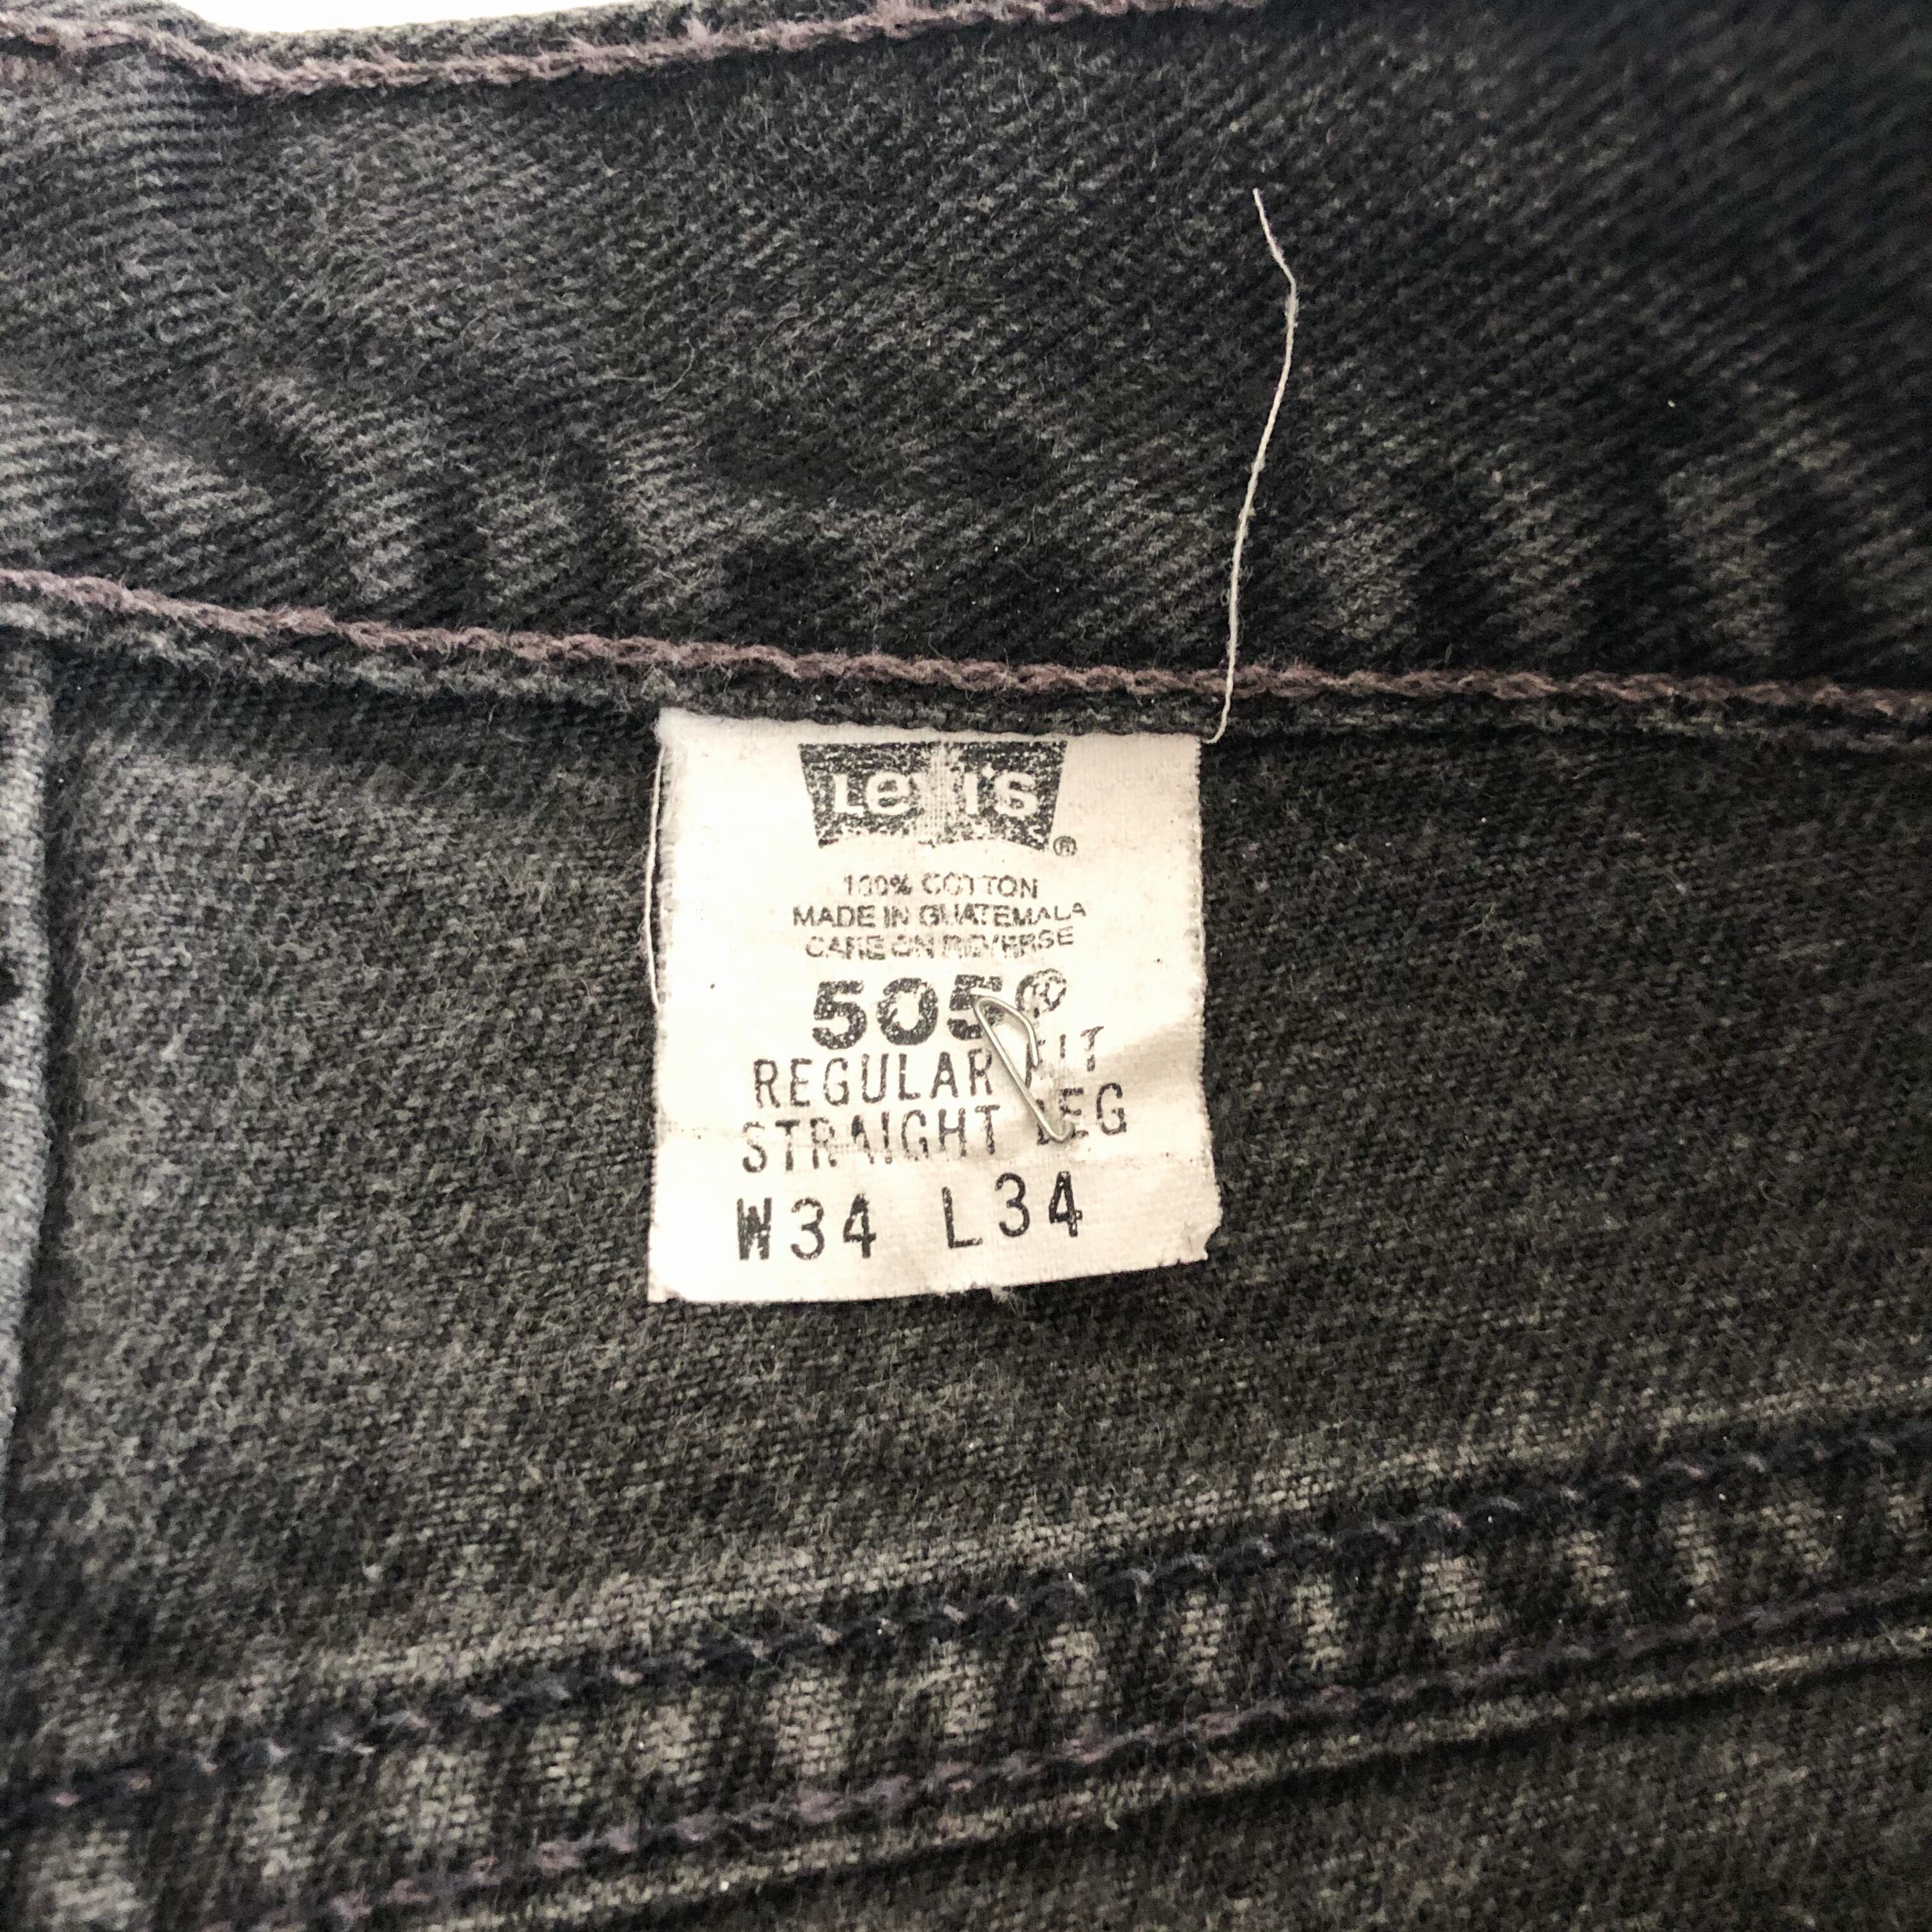 Levi's®
100% COTTON
MADE IN GUATEMALA
CARE ON REVERSE
505®
REGULAR FIT
STRAIGHT LEG
W34 L34